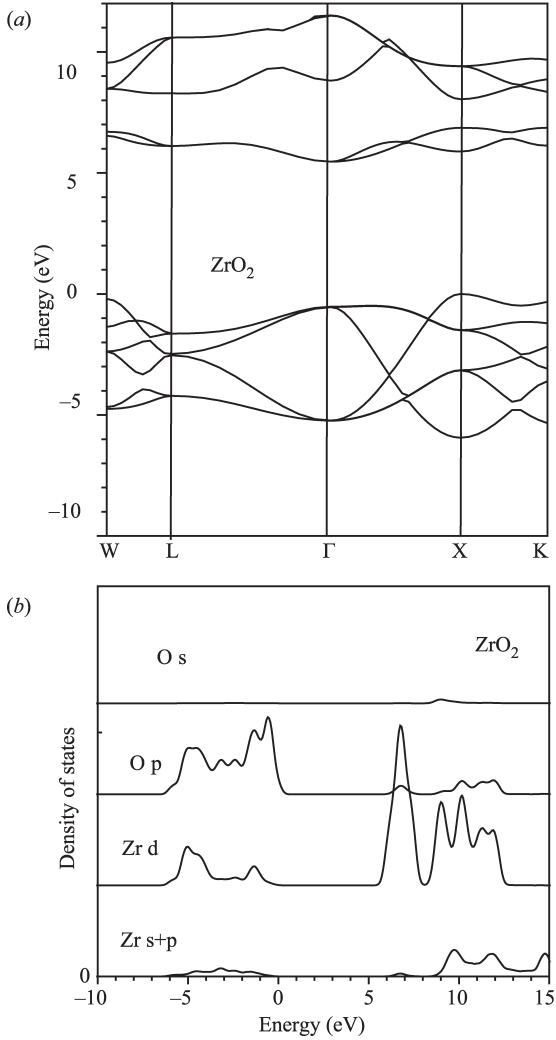 (a)
10
5
0
–5
–10
Energy (eV)
ZrO2
W L Γ X K
(b)
O s
ZrO2
O p
Zr d
Zr s+p
Density of states
0
–10 –5 0 5 10 15
Energy (eV)